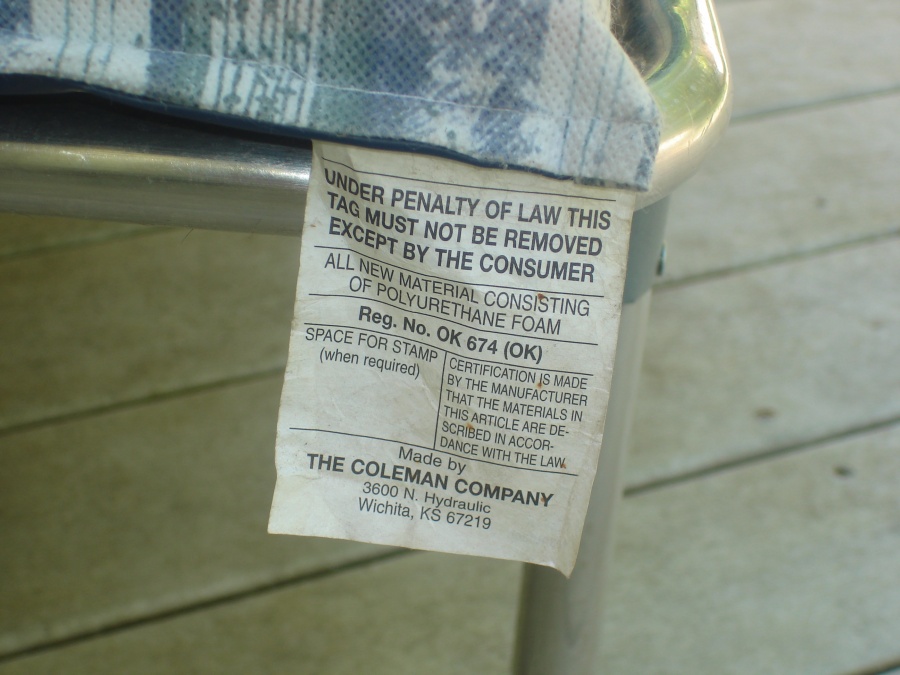 UNDER PENALTY OF LAW THIS
TAG MUST NOT BE REMOVED
EXCEPT BY THE CONSUMER
ALL NEW MATERIAL CONSISTING
OF POLYURETHANE FOAM
Reg. No. OK 674 (OK)
SPACE FOR STAMP
(when required)
CERTIFICATION IS MADE
BY THE MANUFACTURER
THAT THE MATERIALS IN
THIS ARTICLE ARE DE-
SCRIBED IN ACCOR-
DANCE WITH THE LAW.
Made by
THE COLEMAN COMPANY
3600 N. Hydraulic
Wichita, KS 67219